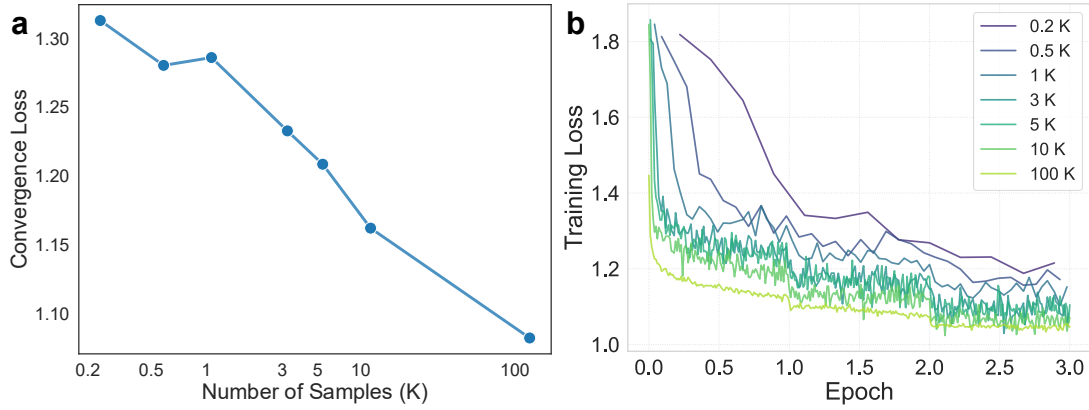 a
Convergence Loss
1.30
1.25
1.20
1.15
1.10
0.2
0.5
1
3
5
10
100
Number of Samples (K)
b
Training Loss
1.8
1.6
1.4
1.2
1.0
0.0
0.5
1.0
1.5
2.0
2.5
3.0
Epoch
0.2 K
0.5 K
1 K
3 K
5 K
10 K
100 K